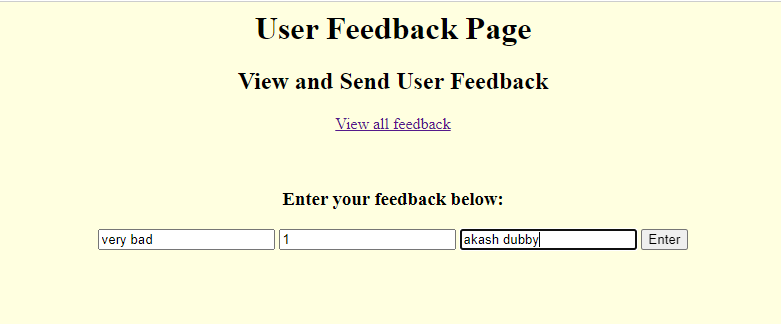 User Feedback Page
View and Send User Feedback
View all feedback
Enter your feedback below:
very bad 1 akash dubby Enter